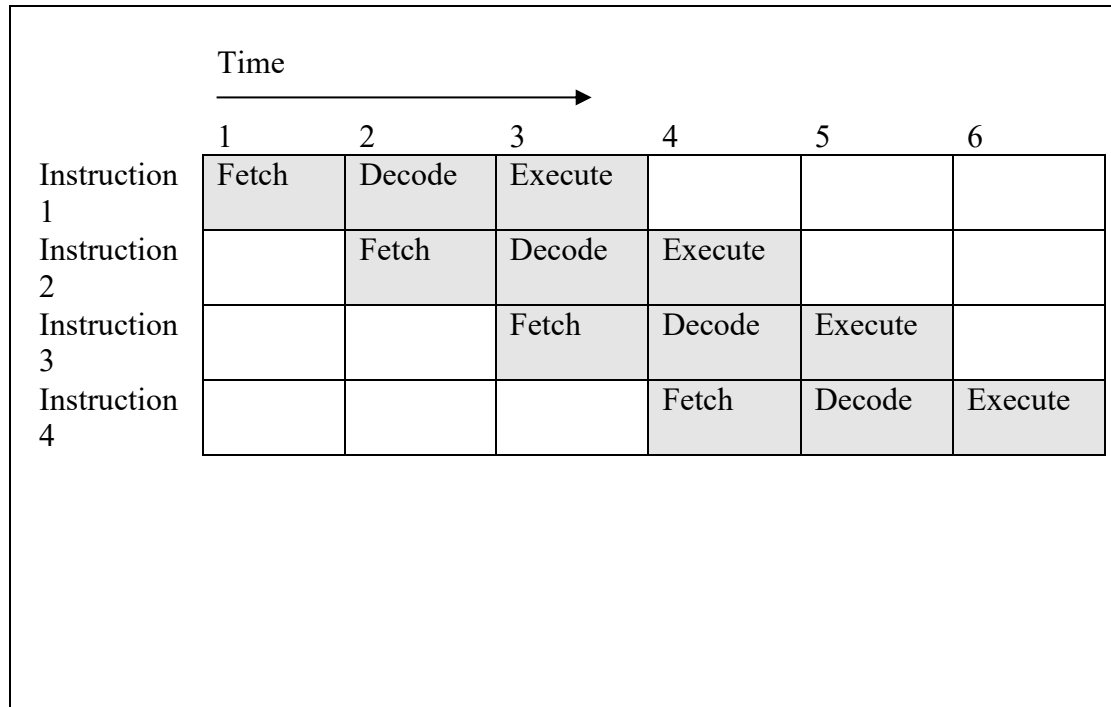 Time
1 2 3 4 5 6
Instruction 1 Fetch Decode Execute
Instruction 2 Fetch Decode Execute
Instruction 3 Fetch Decode Execute
Instruction 4 Fetch Decode Execute